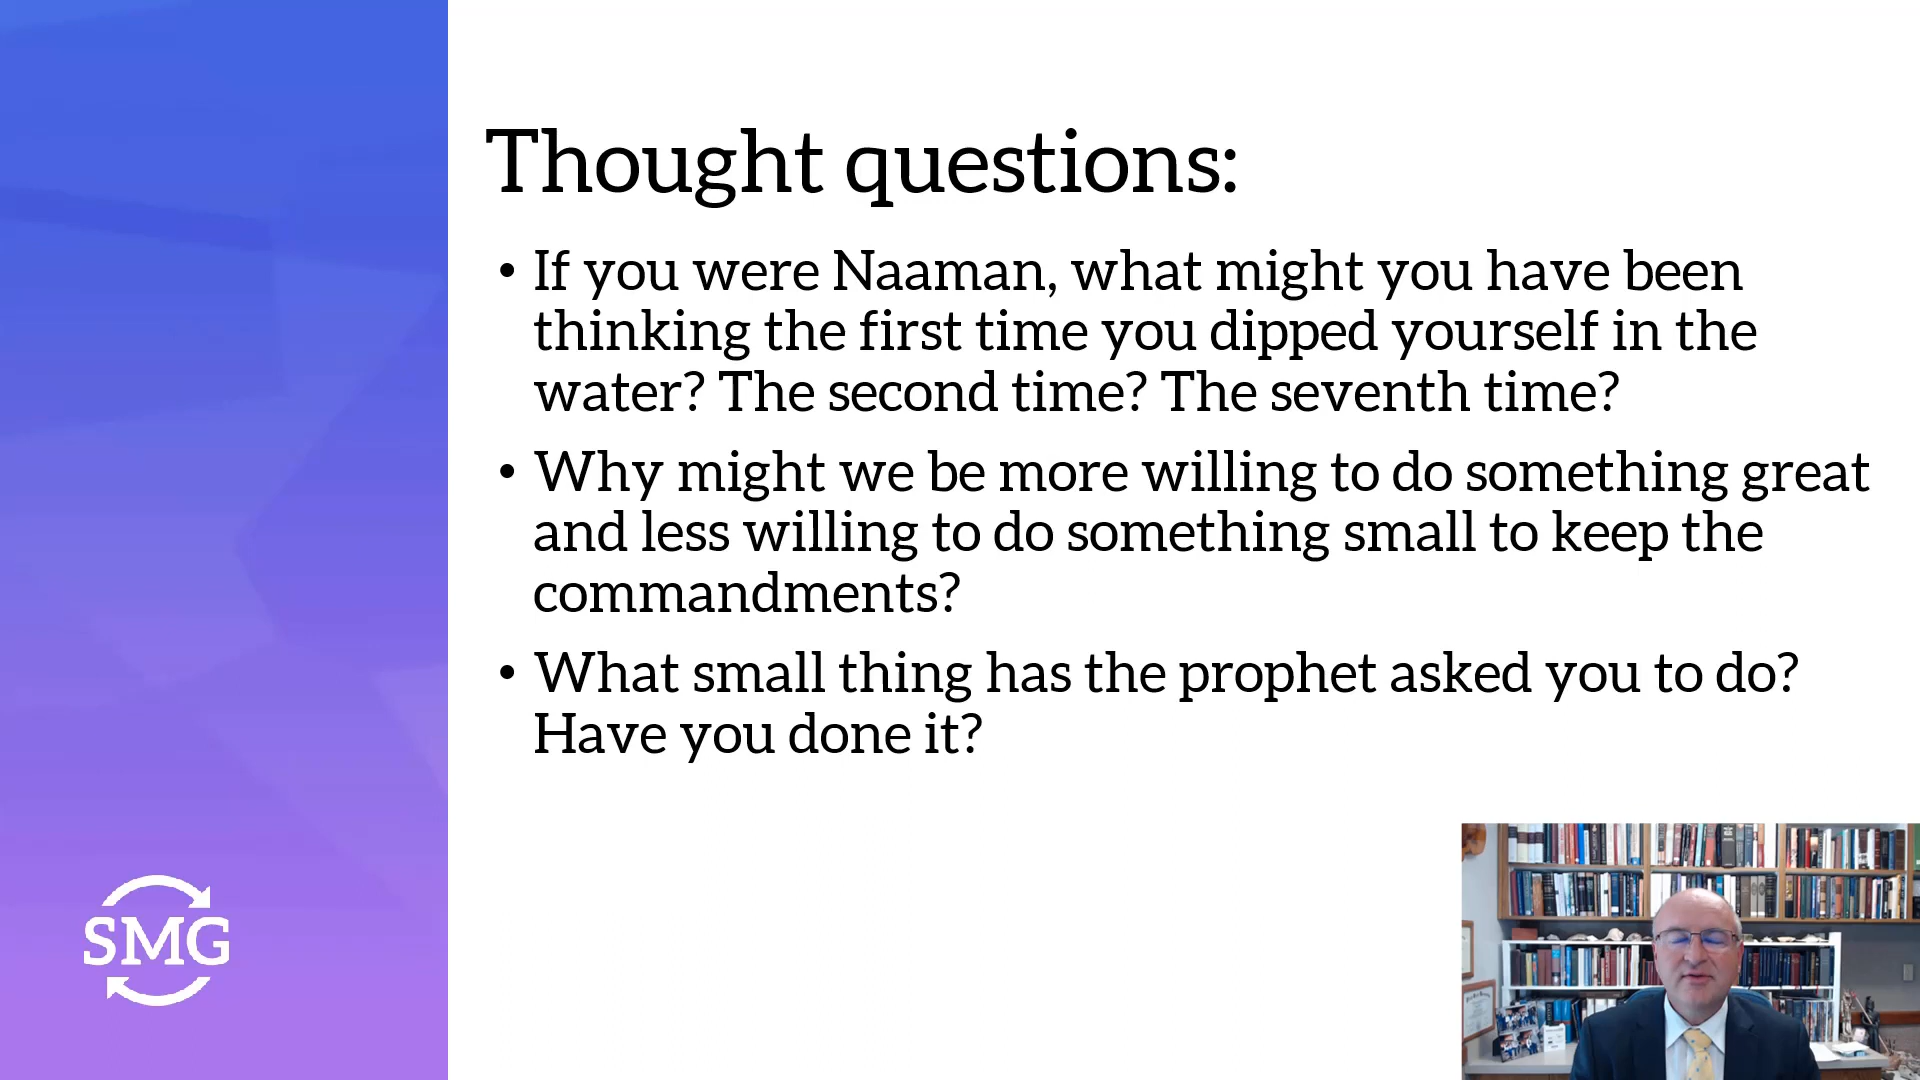 Thought questions:
• If you were Naaman, what might you have been
thinking the first time you dipped yourself in the
water? The second time? The seventh time?
• Why might we be more willing to do something great
and less willing to do something small to keep the
commandments?
• What small thing has the prophet asked you to do?
Have you done it?
SMG